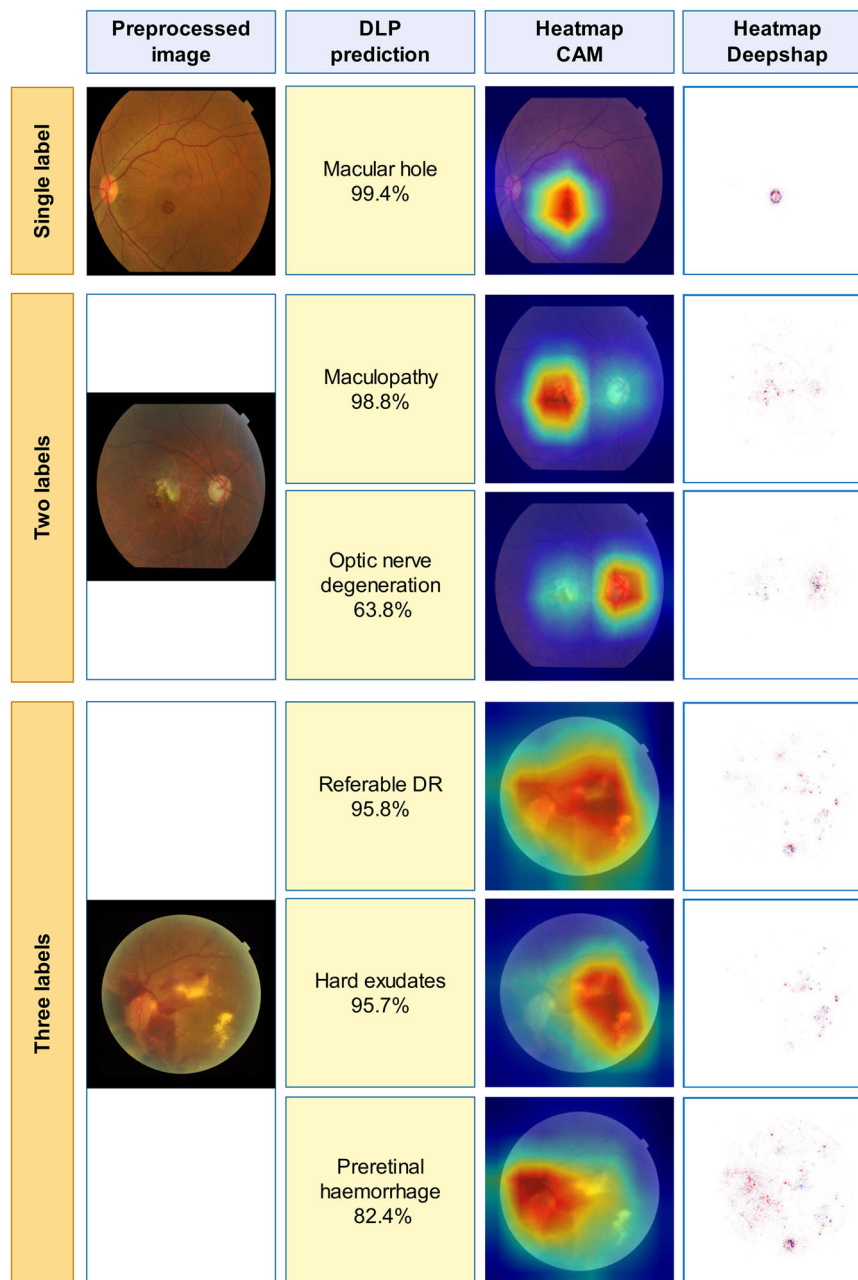 Preprocessed
image
DLP
prediction
Heatmap
CAM
Heatmap
Deepshap
Single label
Macular hole
99.4%
Two labels
Maculopathy
98.8%
Optic nerve
degeneration
63.8%
Three labels
Referable DR
95.8%
Hard exudates
95.7%
Preretinal
haemorrhage
82.4%